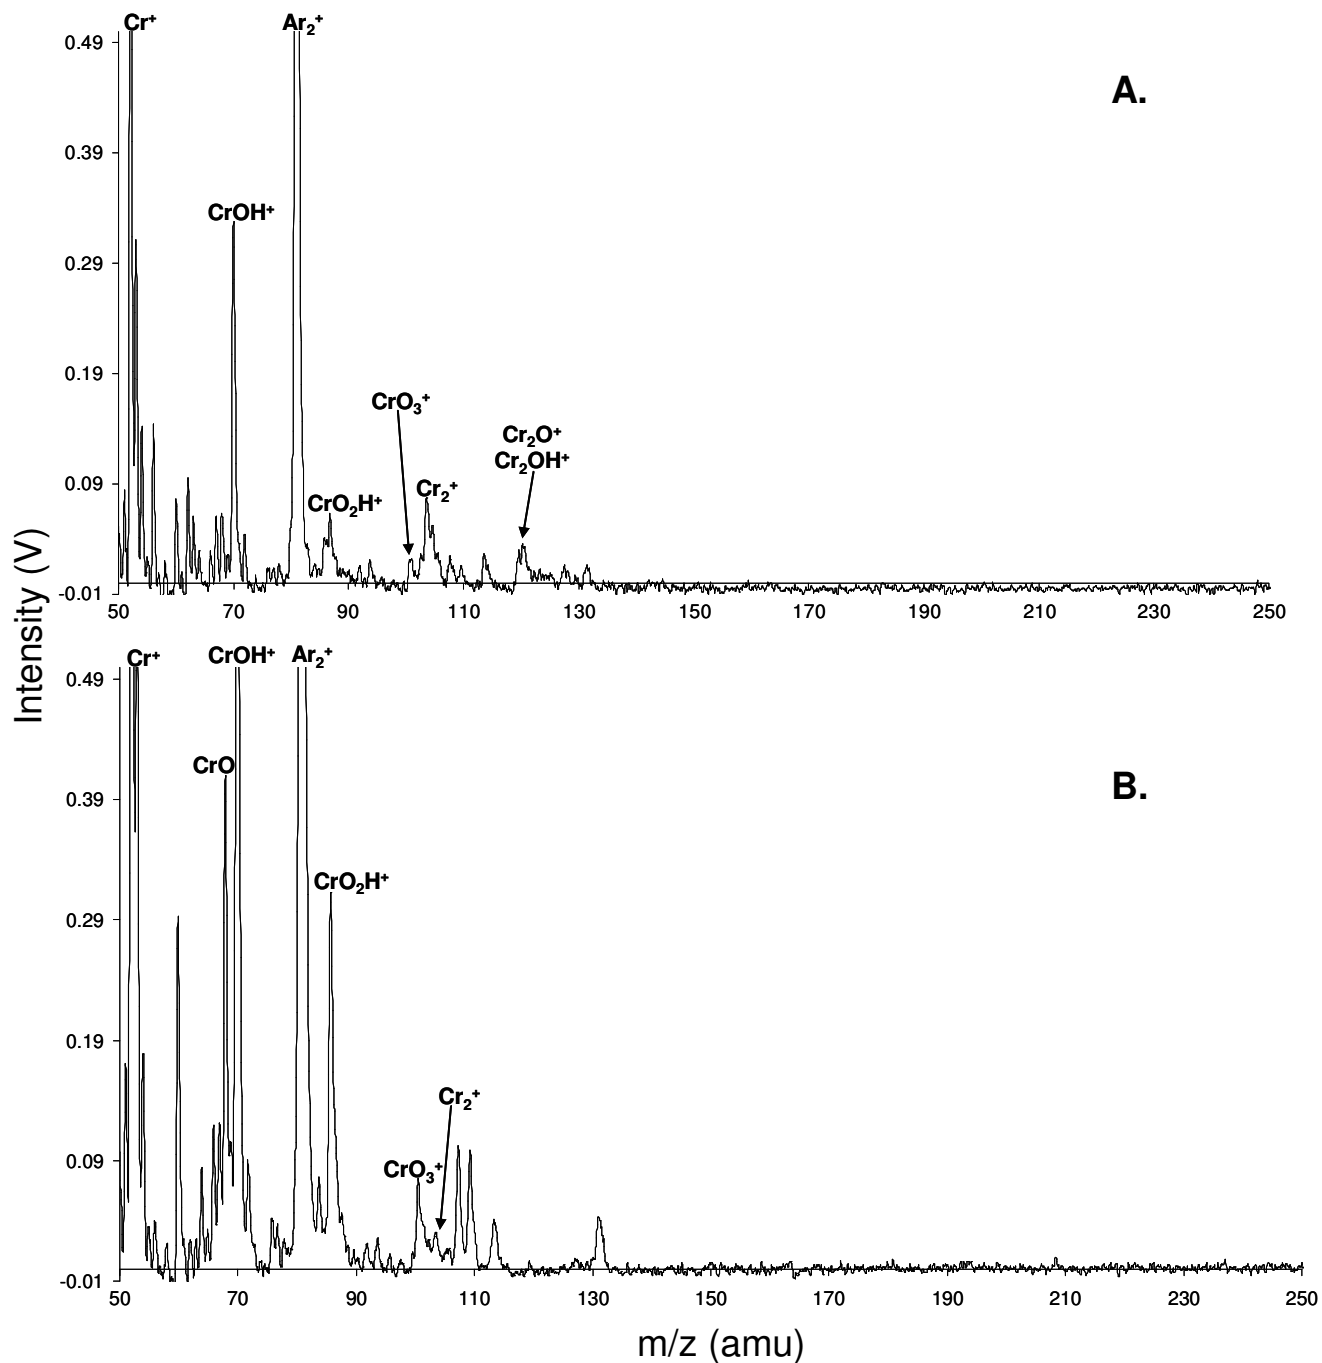 Cr⁺
Ar₂⁺
0.49
A.
0.39
CrOH⁺
0.29
0.19
CrO₃⁺
Cr₂O⁺
Cr₂OH⁺
0.09
Cr₂⁺
CrO₂H⁺
-0.01
50 70 90 110 130 150 170 190 210 230 250
Intensity (V)
Cr⁺ CrOH⁺ Ar₂⁺
0.49
CrO
B.
0.39
CrO₂H⁺
0.29
0.19
Cr₂⁺
0.09
CrO₃⁺
-0.01
50 70 90 110 130 150 170 190 210 230 250
m/z (amu)